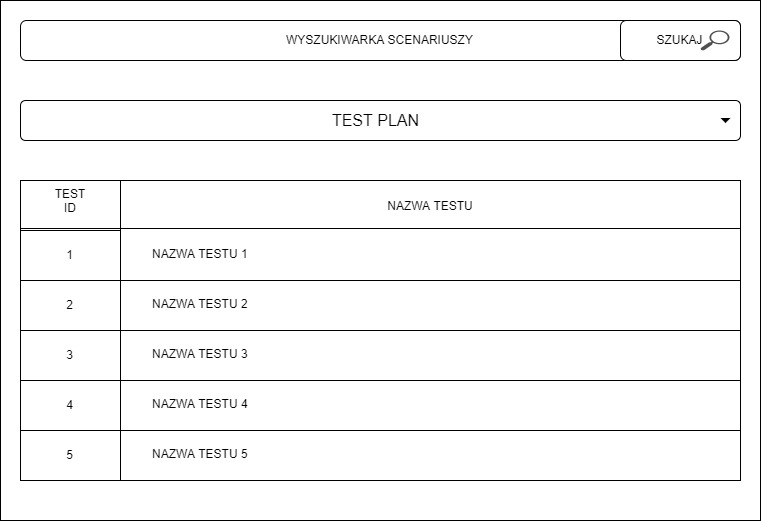 WYSZUKIWARKA SCENARIUSZY
SZUKAJ
TEST PLAN
TEST
ID
NAZWA TESTU
1
NAZWA TESTU 1
2
NAZWA TESTU 2
3
NAZWA TESTU 3
4
NAZWA TESTU 4
5
NAZWA TESTU 5